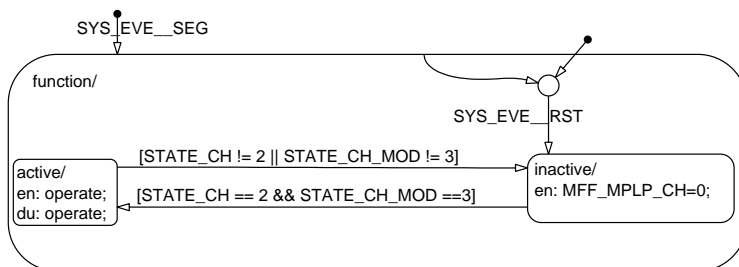 SYS_EVE__SEG
function/
SYS_EVE__RST
[STATE_CH != 2 || STATE_CH_MOD != 3]
active/
en: operate;
du: operate;
[STATE_CH == 2 && STATE_CH_MOD ==3]
inactive/
en: MFF_MPLP_CH=0;